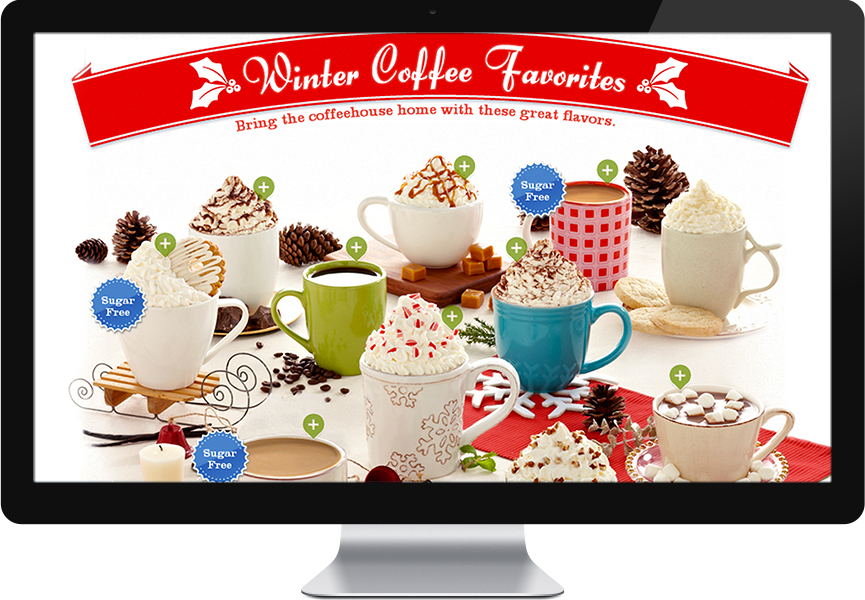 Winter Coffee Favorites
Bring the coffeehouse home with these great flavors.
Sugar
Free
Sugar
Free
Sugar
Free